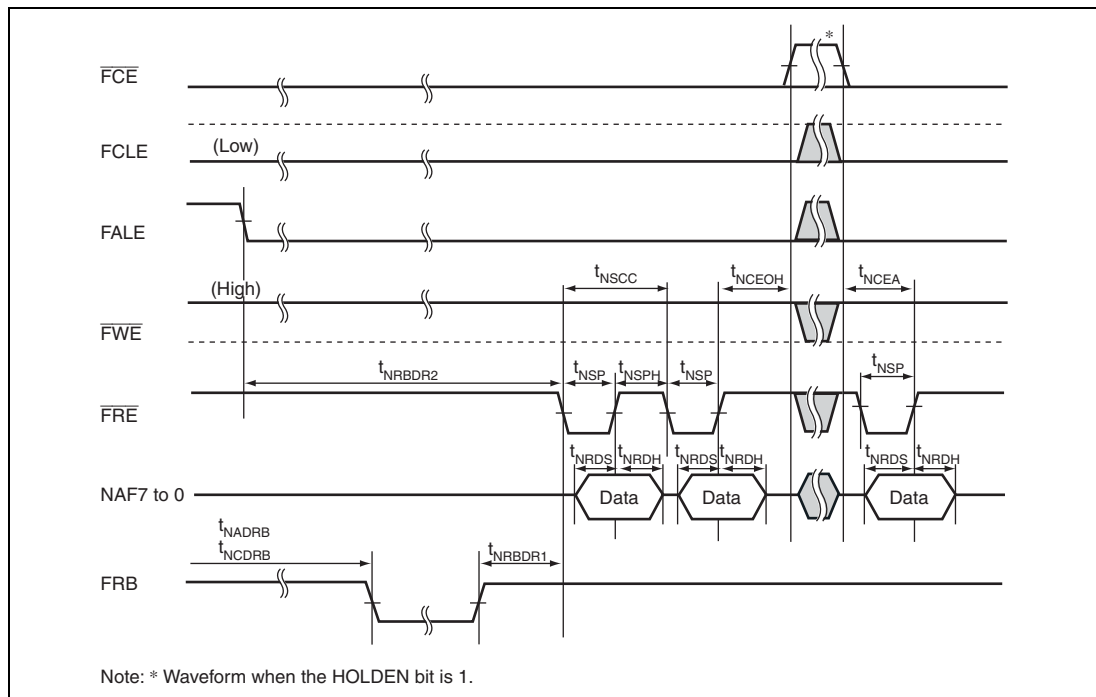 *
FCE
FCLE
(Low)
FALE
tNSCC
tNCEOH
tNCEA
(High)
FWE
tNRBDR2
tNSP
tNSPH
tNSP
tNSP
FRE
tNRDS
tNRDH
tNRDS
tNRDH
tNRDS
tNRDH
NAF7 to 0
Data
Data
Data
tNADRB
tNCDRB
tNRBDR1
FRB
Note: * Waveform when the HOLDEN bit is 1.